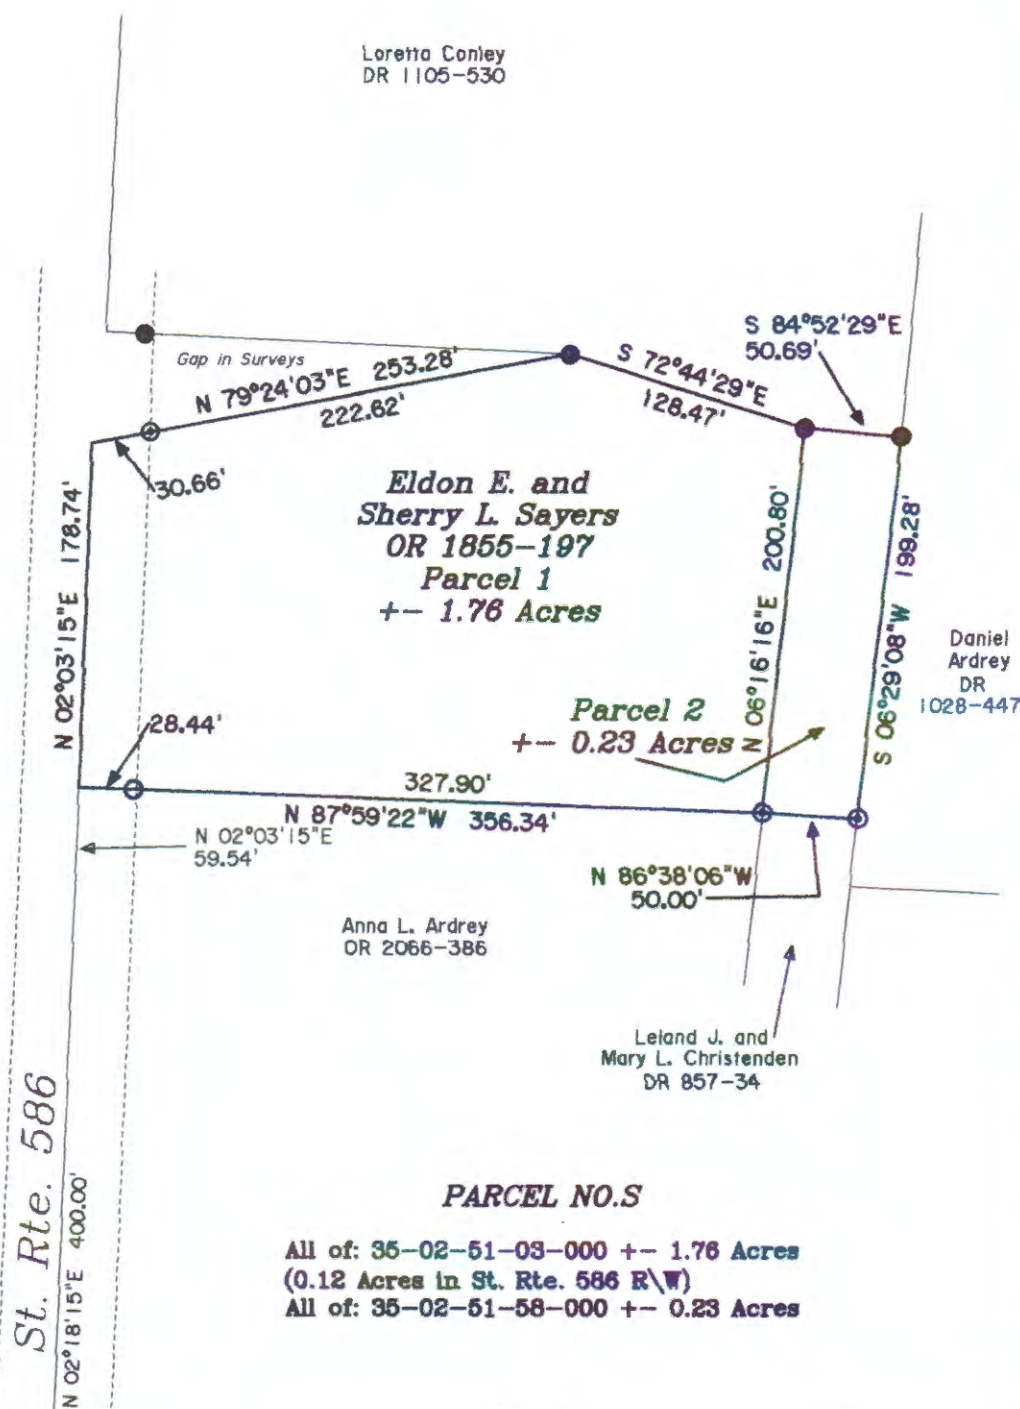 Loretta Conley
DR 1105-530
S 84°52'29"E
50.69'
Gap in Surveys
N 79°24'03"E 253.28'
222.62'
S 72°44'29"E
128.47'
30.66'
N 02°03'15"E 178.74'
Eldon E. and
Sherry L. Sayers
OR 1855-197
Parcel 1
+- 1.76 Acres
N 06°16'16"E 200.80'
S 06°29'08"W 199.28'
Daniel
Ardrey
DR
1028-447
Parcel 2
+- 0.23 Acres
28.44'
327.90'
N 87°59'22"W 356.34'
N 02°03'15"E
59.54'
N 86°38'06"W
50.00'
Anna L. Ardrey
OR 2066-386
Leland J. and
Mary L. Christenden
DR 857-34
St. Rte. 586
N 02°18'15"E 400.00'
PARCEL NO.S
All of: 35-02-51-03-000 +- 1.76 Acres
(0.12 Acres in St. Rte. 586 R\W)
All of: 35-02-51-58-000 +- 0.23 Acres